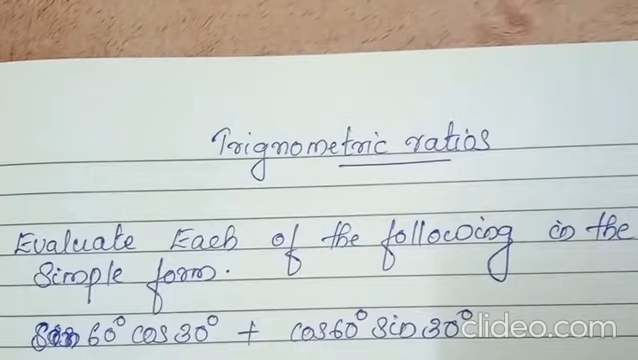 Trignometric ratios
Evaluate Each of the following in the
Simple form.
Sin 60° cos 30° + cos 60° Sin 30°
clideo.com